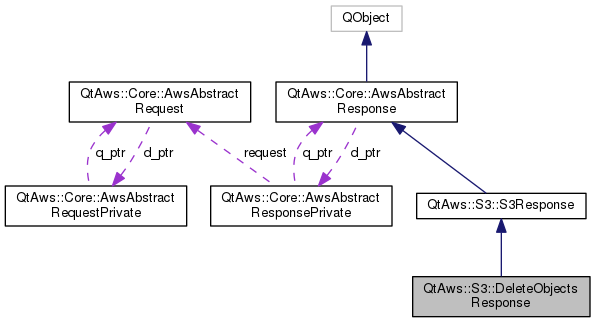 QObject
QtAws::Core::AwsAbstract
Request
QtAws::Core::AwsAbstract
Response
q_ptr
d_ptr
request
q_ptr
d_ptr
QtAws::Core::AwsAbstract
RequestPrivate
QtAws::Core::AwsAbstract
ResponsePrivate
QtAws::S3::S3Response
QtAws::S3::DeleteObjects
Response